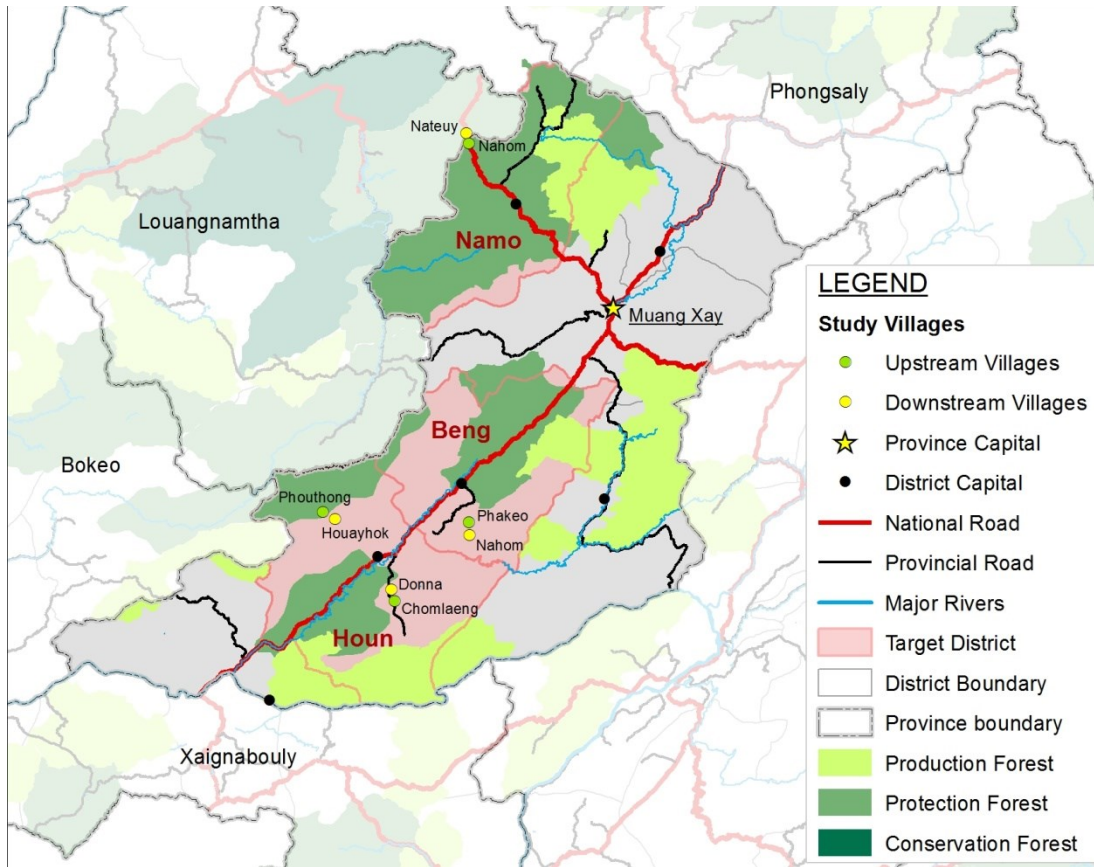 Phongsaly
Nateuy
Nahom
Louangnamtha
Namo
Muang Xay
Beng
Bokeo
Phouthong
Houayhok
Phakeo
Nahom
Donna
Chomlaeng
Houn
Xaignabouly
LEGEND
Study Villages
Upstream Villages
Downstream Villages
Province Capital
District Capital
National Road
Provincial Road
Major Rivers
Target District
District Boundary
Province boundary
Production Forest
Protection Forest
Conservation Forest